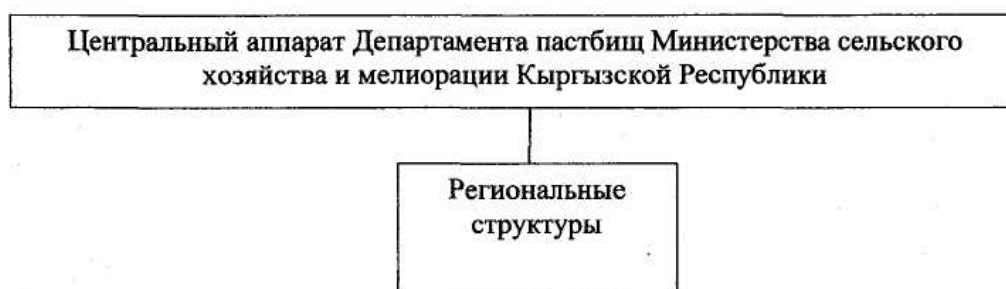 Центральный аппарат Департамента пастбищ Министерства сельского
хозяйства и мелиорации Кыргызской Республики
Региональные
структуры